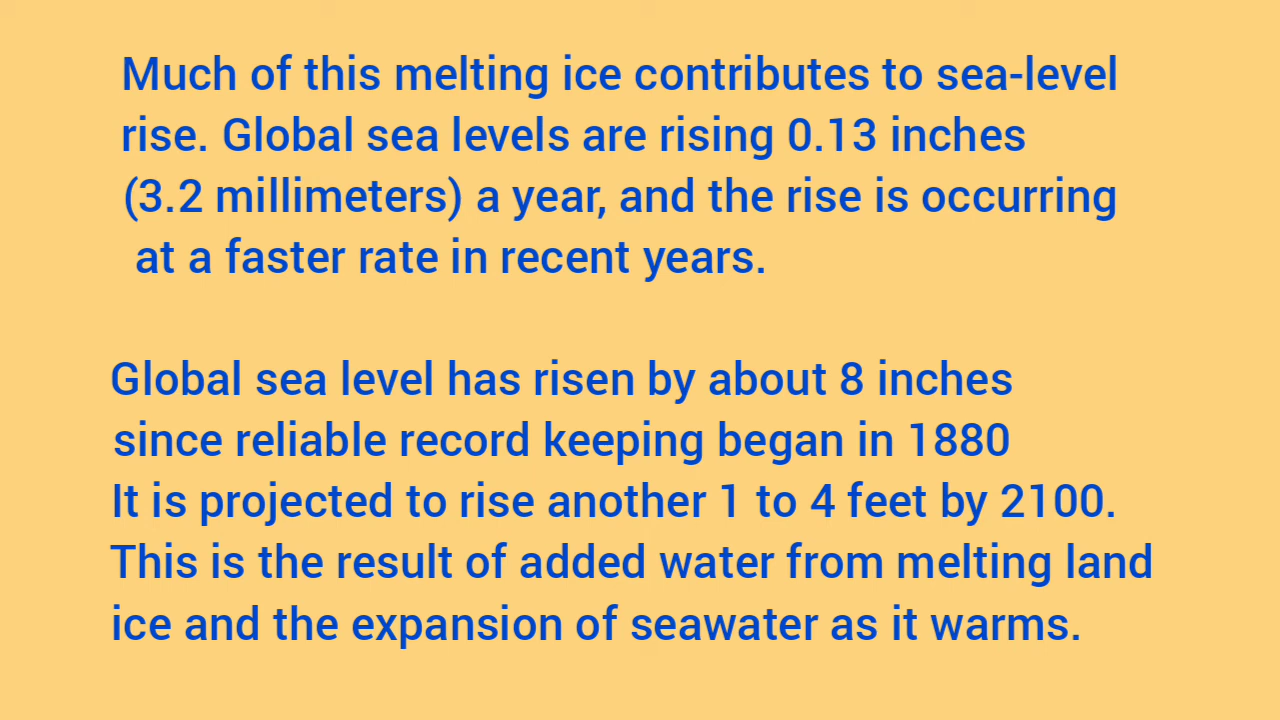 Much of this melting ice contributes to sea-level
rise. Global sea levels are rising 0.13 inches
(3.2 millimeters) a year, and the rise is occurring
at a faster rate in recent years.
Global sea level has risen by about 8 inches
since reliable record keeping began in 1880
It is projected to rise another 1 to 4 feet by 2100.
This is the result of added water from melting land
ice and the expansion of seawater as it warms.